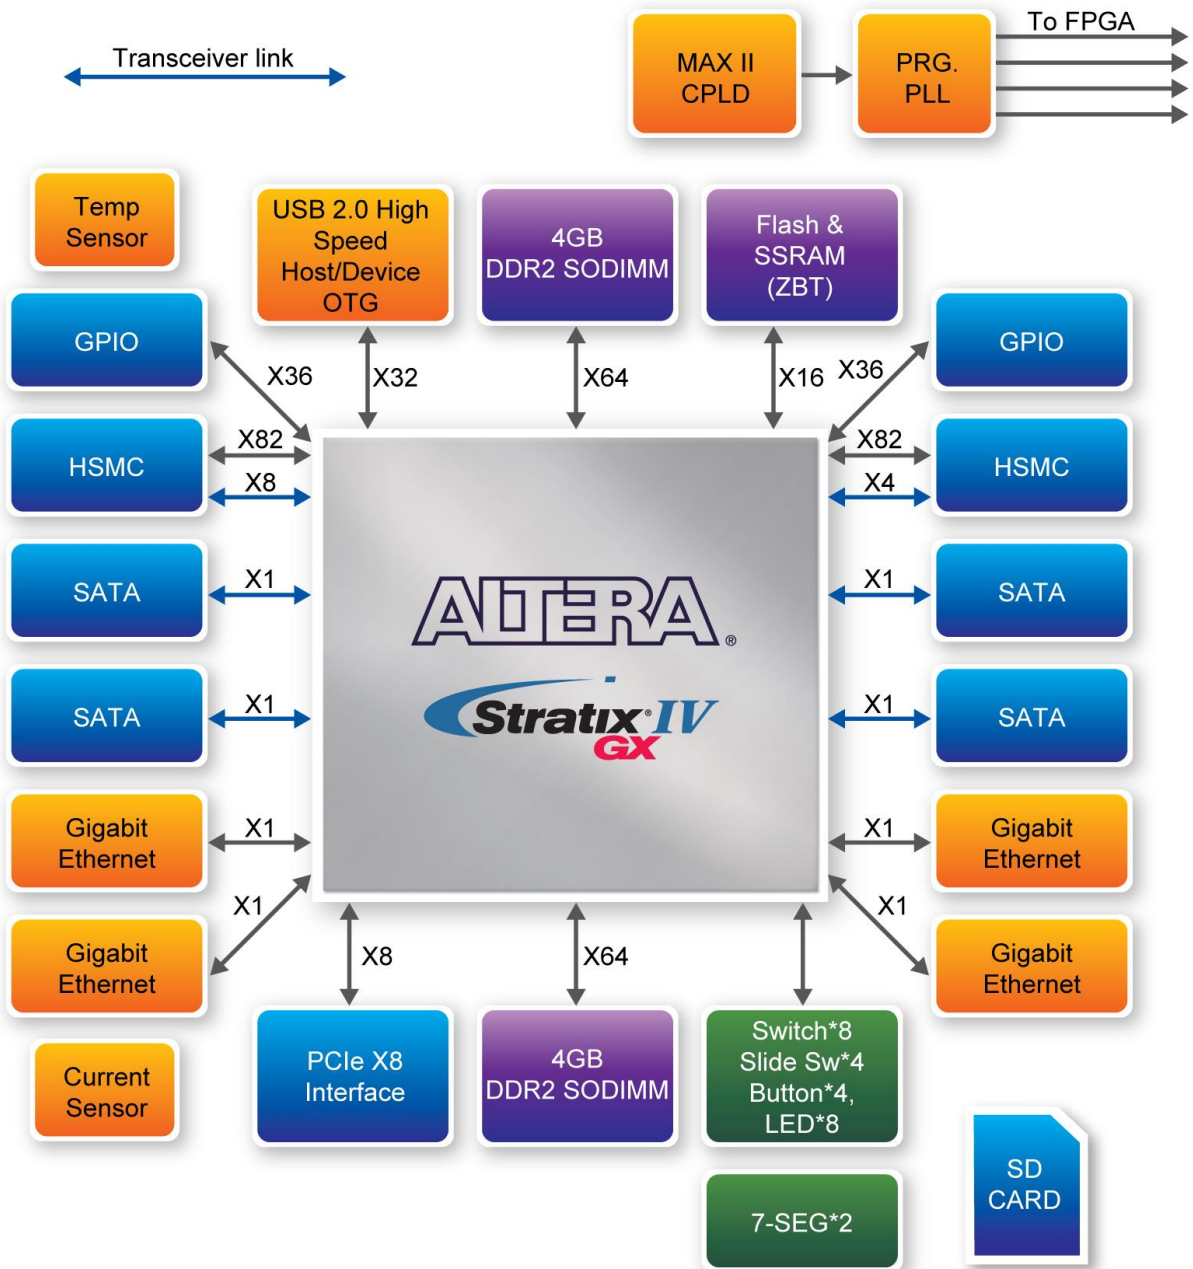 Transceiver link
MAX II
CPLD
PRG.
PLL
To FPGA
Temp
Sensor
USB 2.0 High
Speed
Host/Device
OTG
4GB
DDR2 SODIMM
Flash &
SSRAM
(ZBT)
GPIO
X36
X32
X64
X16
X36
GPIO
HSMC
X82
X8
X82
X4
HSMC
SATA
X1
ALTERA®
X1
SATA
SATA
X1
Stratix® IV
GX
X1
SATA
Gigabit
Ethernet
X1
X1
Gigabit
Ethernet
Gigabit
Ethernet
X1
X8
X64
X1
Gigabit
Ethernet
Current
Sensor
PCIe X8
Interface
4GB
DDR2 SODIMM
Switch*8
Slide Sw*4
Button*4,
LED*8
SD
CARD
7-SEG*2